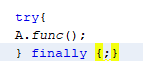 try{
A.func();
} finally {;}